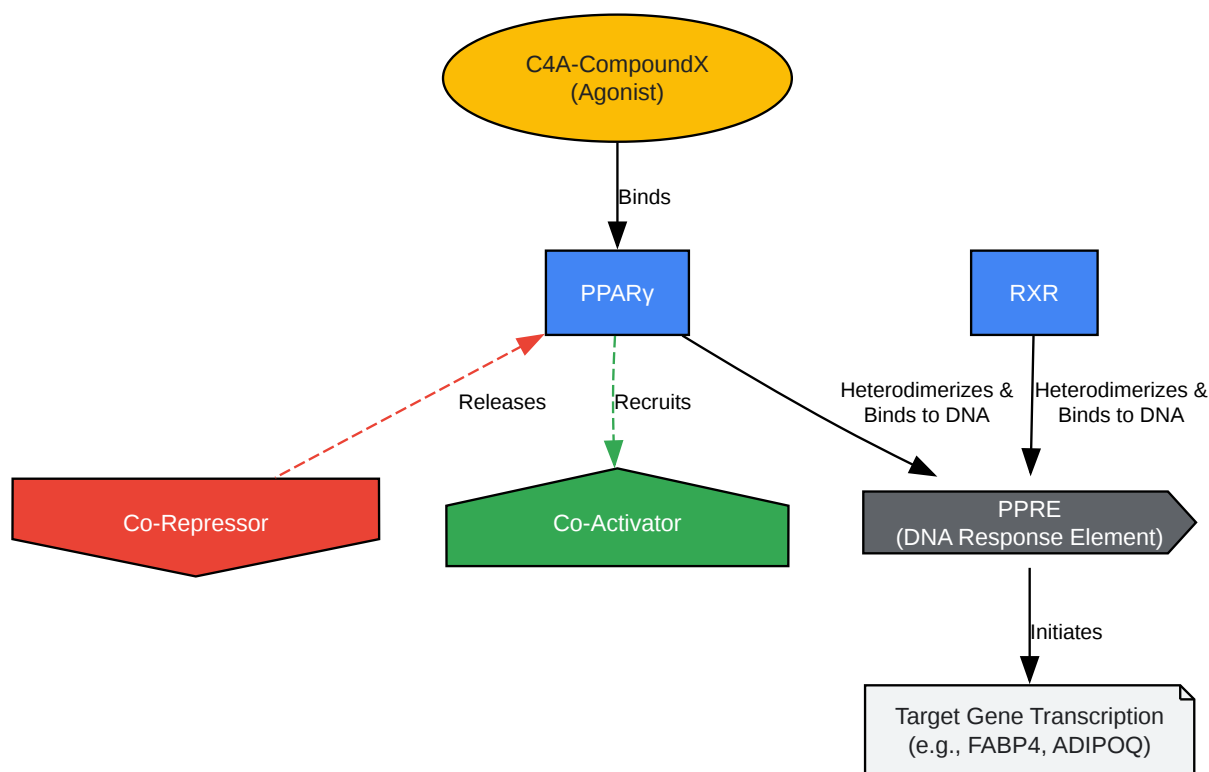 C4A-CompoundX
(Agonist)
Binds
PPARγ
RXR
Releases
Recruits
Heterodimerizes &
Binds to DNA
Heterodimerizes &
Binds to DNA
Co-Repressor
Co-Activator
PPRE
(DNA Response Element)
Initiates
Target Gene Transcription
(e.g., FABP4, ADIPOQ)